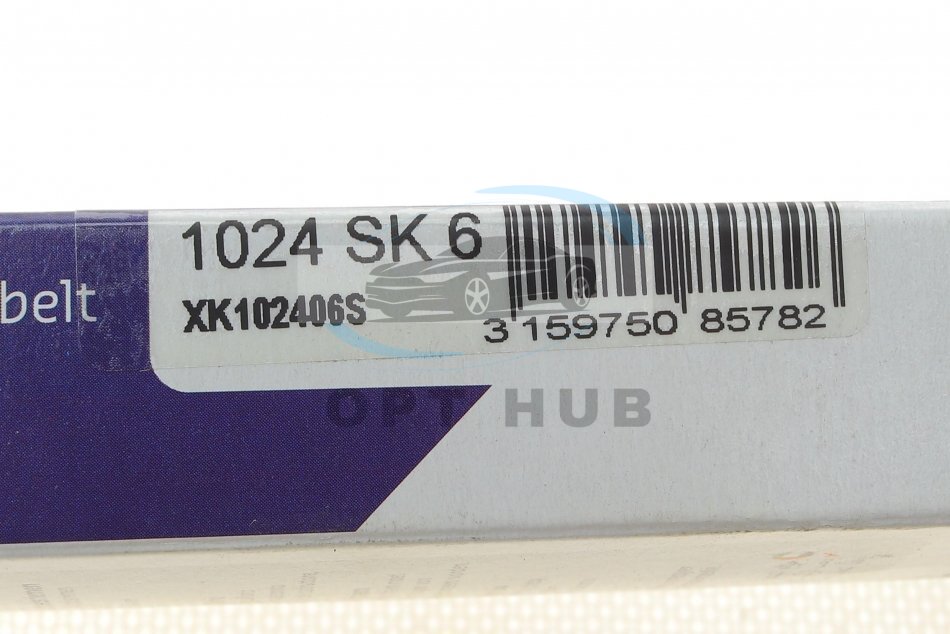 1024 SK 6
belt
XK102406S
3 159750 85782
OPT HUB